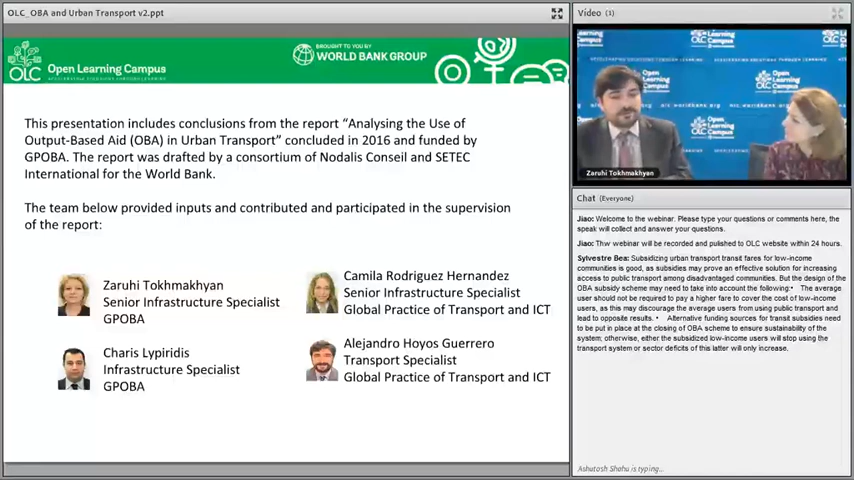 OLC_OBA and Urban Transport v2.ppt
OLC
Open Learning Campus
ACCELERATING SOLUTIONS THROUGH LEARNING
BROUGHT TO YOU BY
WORLD BANK GROUP
This presentation includes conclusions from the report “Analysing the Use of
Output-Based Aid (OBA) in Urban Transport” concluded in 2016 and funded by
GPOBA. The report was drafted by a consortium of Nodalis Conseil and SETEC
International for the World Bank.
The team below provided inputs and contributed and participated in the supervision
of the report:
Zaruhi Tokhmakhyan
Senior Infrastructure Specialist
GPOBA
Camila Rodriguez Hernandez
Senior Infrastructure Specialist
Global Practice of Transport and ICT
Charis Lypiridis
Infrastructure Specialist
GPOBA
Alejandro Hoyos Guerrero
Transport Specialist
Global Practice of Transport and ICT
Video (1)
Open Learning
Campus
OLC
Open Learning
Campus
Zaruhi Tokhmakhyan
Chat (Everyone)
Jiao: Welcome to the webinar. Please type your questions or comments here, the
speak will collect and answer your questions.
Jiao: Thw webinar will be recorded and pulished to OLC website within 24 hours.
Sylvestre Bea: Subsidizing urban transport transit fares for low-income
communities is good, as subsidies may prove an effective solution for increasing
access to public transport among disadvantaged communities. But the design of the
OBA subsidy scheme may need to take into account the following:• The average
user should not be required to pay a higher fare to cover the cost of low-income
users, as this may discourage the average users from using public transport and
lead to opposite results. • Alternative funding sources for transit subsidies need
to be put in place at the closing of OBA scheme to ensure sustainability of the
system; otherwise, either the subsidized low-income users will stop using the
transport system or sector deficits of this latter will only increase.
Ashutosh Shahu is typing...